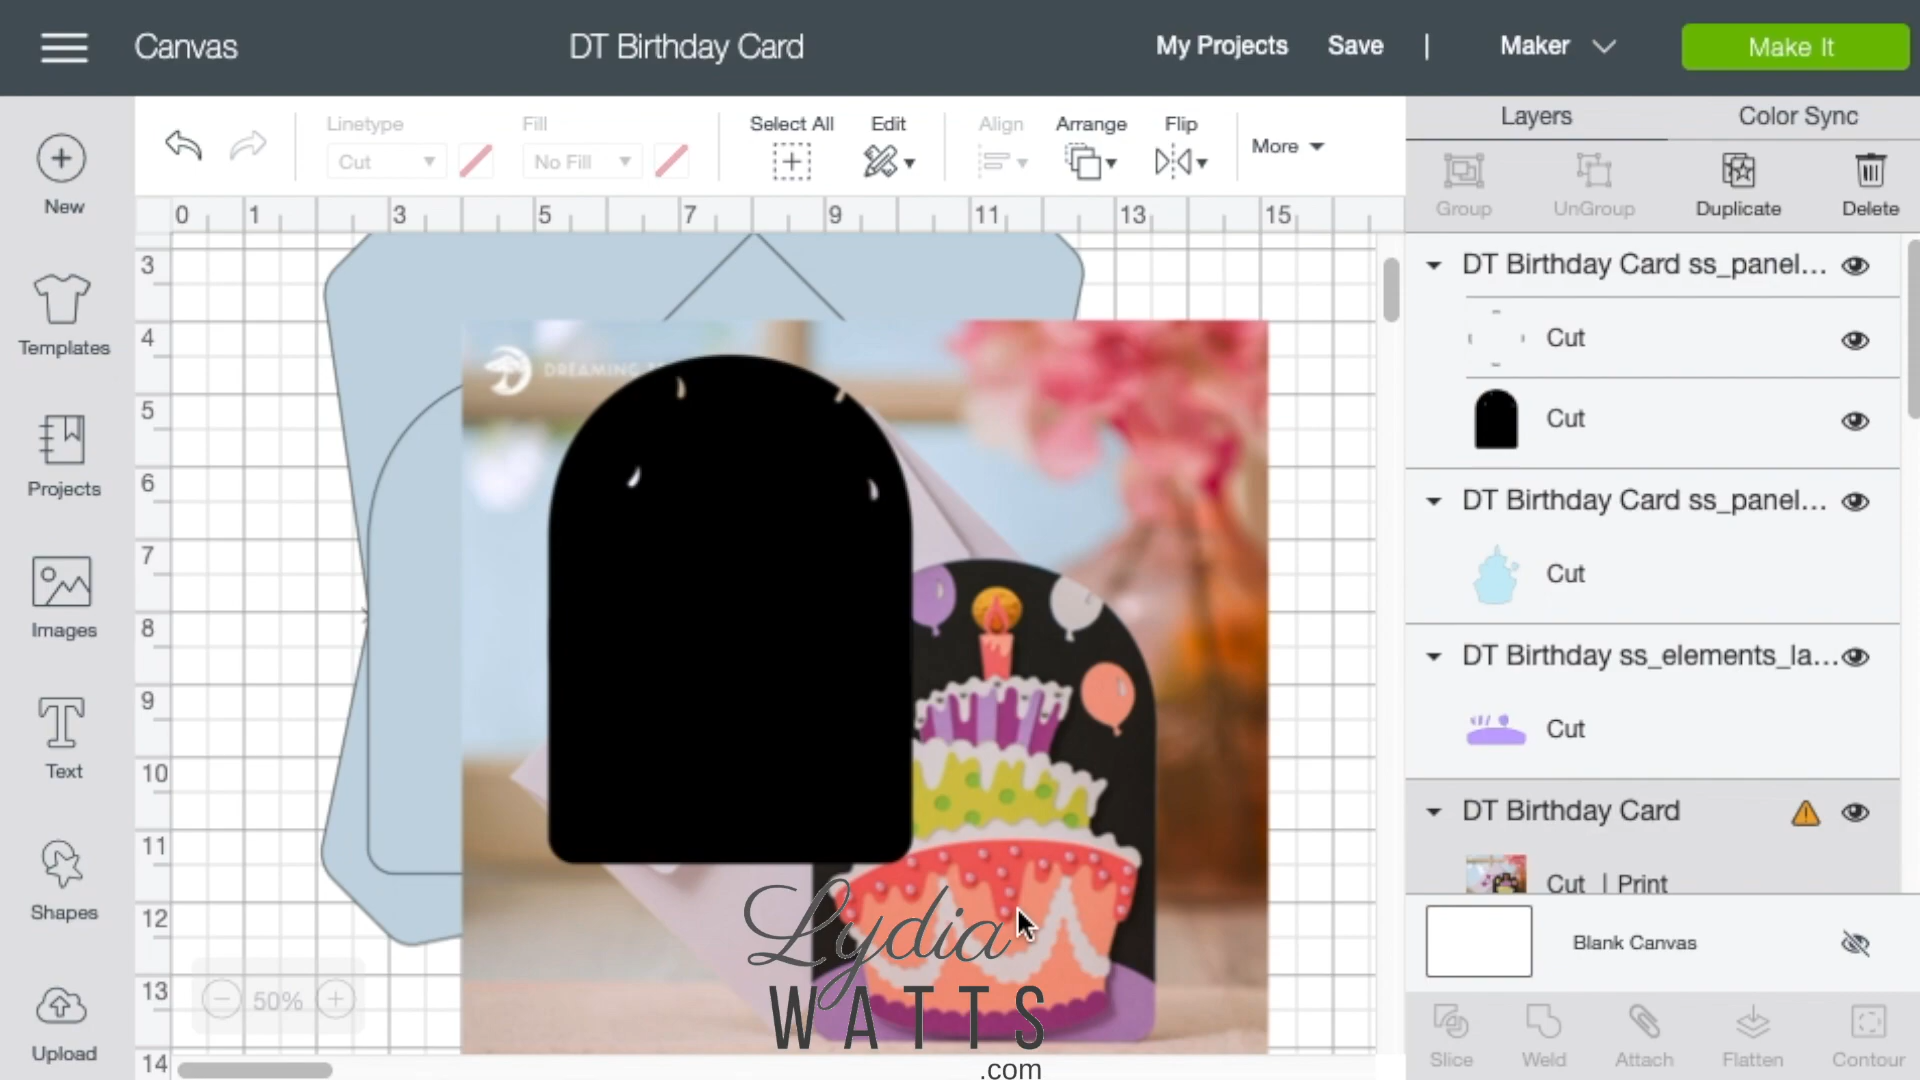 Canvas
DT Birthday Card
My Projects
Save
|
Maker
Make It
New
Templates
Projects
Images
Text
Shapes
Upload
Linetype
Cut
Fill
No Fill
Select All
Edit
Align
Arrange
Flip
More
0 1 3 5 7 9 11 13 15
3
4
5
6
7
8
9
10
11
12
13
14
DREAMING
Lydia
WATTS
.com
50%
Layers
Color Sync
Group
UnGroup
Duplicate
Delete
DT Birthday Card ss_panel...
Cut
Cut
DT Birthday Card ss_panel...
Cut
DT Birthday ss_elements_la...
Cut
DT Birthday Card
Cut | Print
Blank Canvas
Slice
Weld
Attach
Flatten
Contour